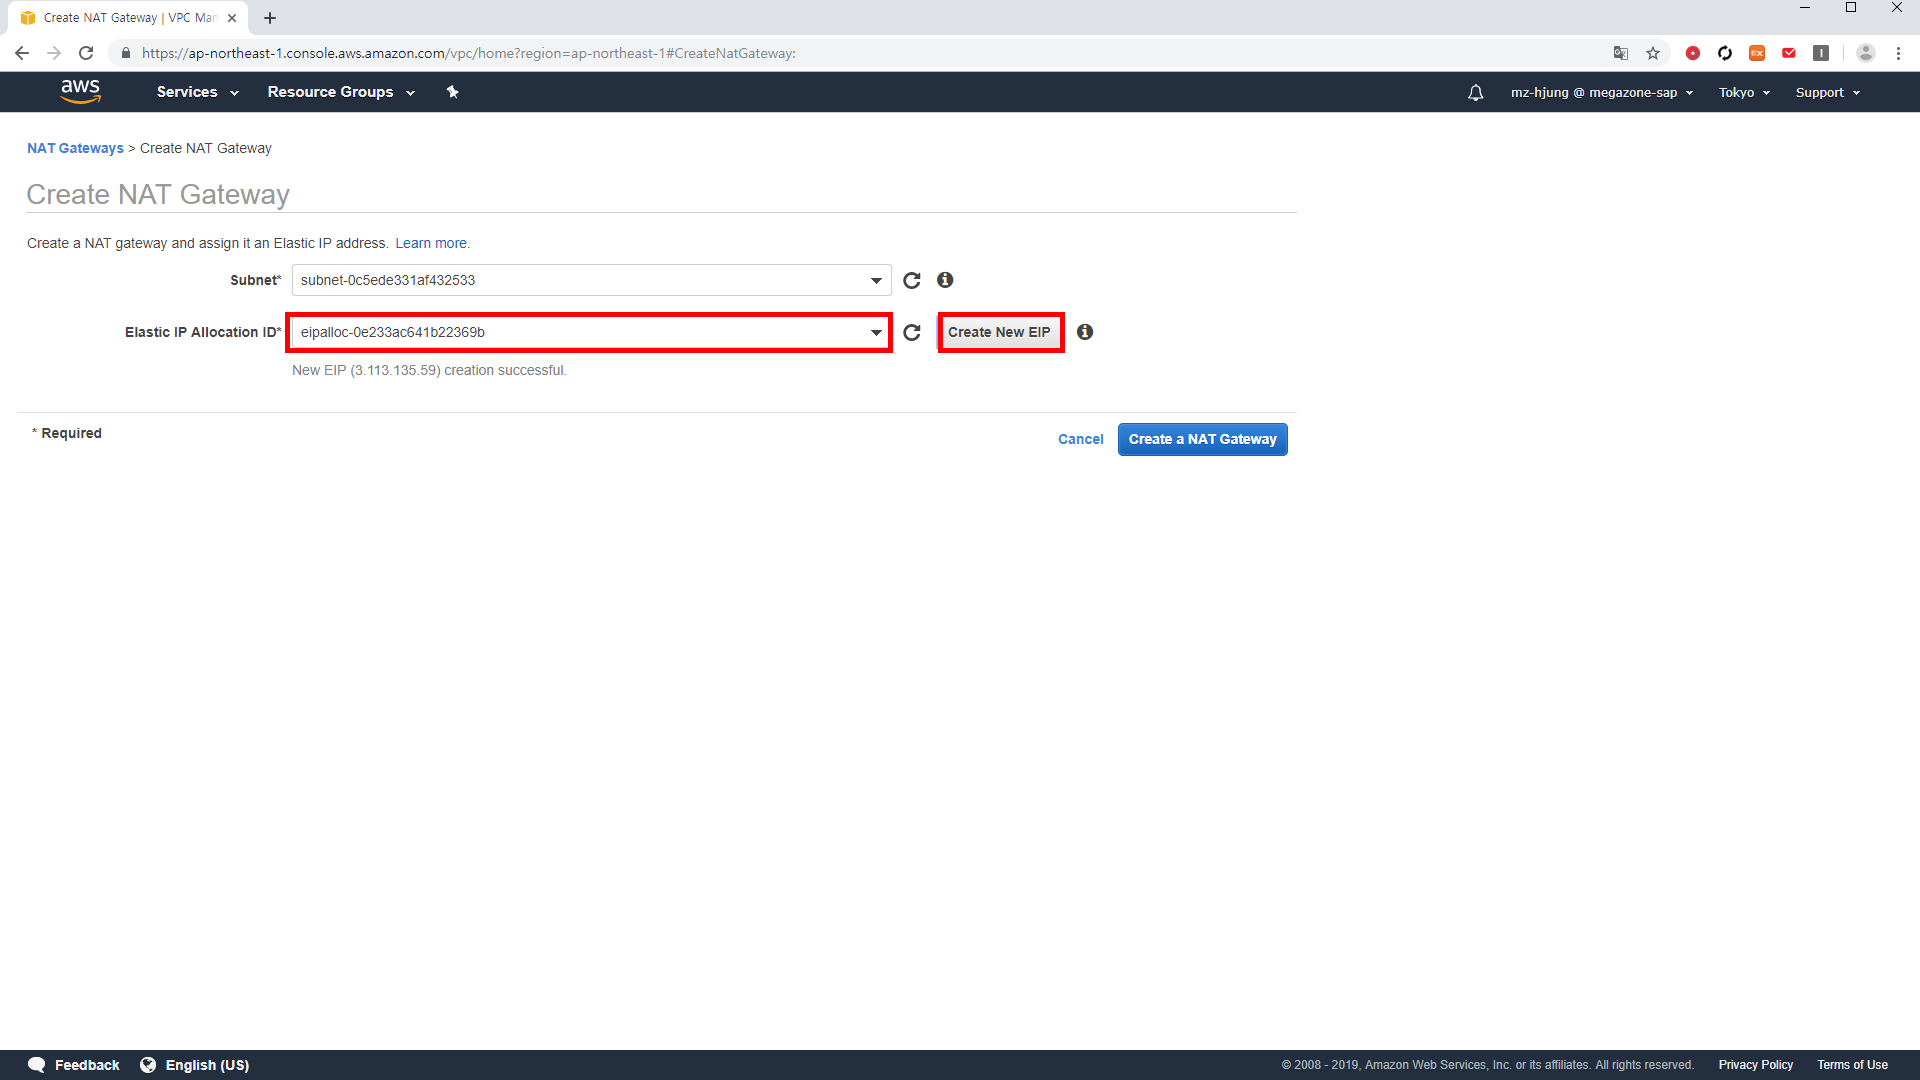 Create NAT Gateway | VPC Man
https://ap-northeast-1.console.aws.amazon.com/vpc/home?region=ap-northeast-1#CreateNatGateway:
aws Services Resource Groups mz-hjung @ megazone-sap Tokyo Support
NAT Gateways > Create NAT Gateway
Create NAT Gateway
Create a NAT gateway and assign it an Elastic IP address. Learn more.
Subnet* subnet-0c5ede331af432533
Elastic IP Allocation ID* eipalloc-0e233ac641b22369b Create New EIP
New EIP (3.113.135.59) creation successful.
* Required Cancel Create a NAT Gateway
Feedback English (US) © 2008 - 2019, Amazon Web Services, Inc. or its affiliates. All rights reserved. Privacy Policy Terms of Use